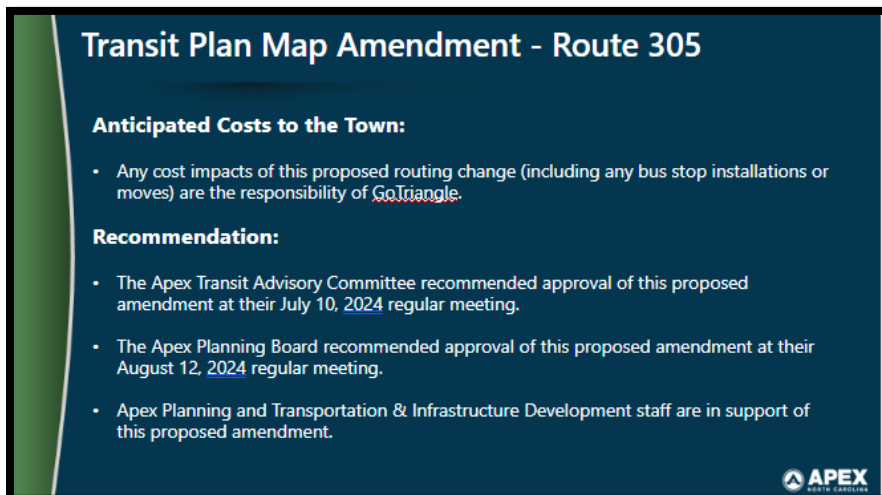 Transit Plan Map Amendment - Route 305
Anticipated Costs to the Town:
• Any cost impacts of this proposed routing change (including any bus stop installations or
moves) are the responsibility of GoTriangle.
Recommendation:
• The Apex Transit Advisory Committee recommended approval of this proposed
amendment at their July 10, 2024 regular meeting.
• The Apex Planning Board recommended approval of this proposed amendment at their
August 12, 2024 regular meeting.
• Apex Planning and Transportation & Infrastructure Development staff are in support of
this proposed amendment.
APEX
NORTH CAROLINA